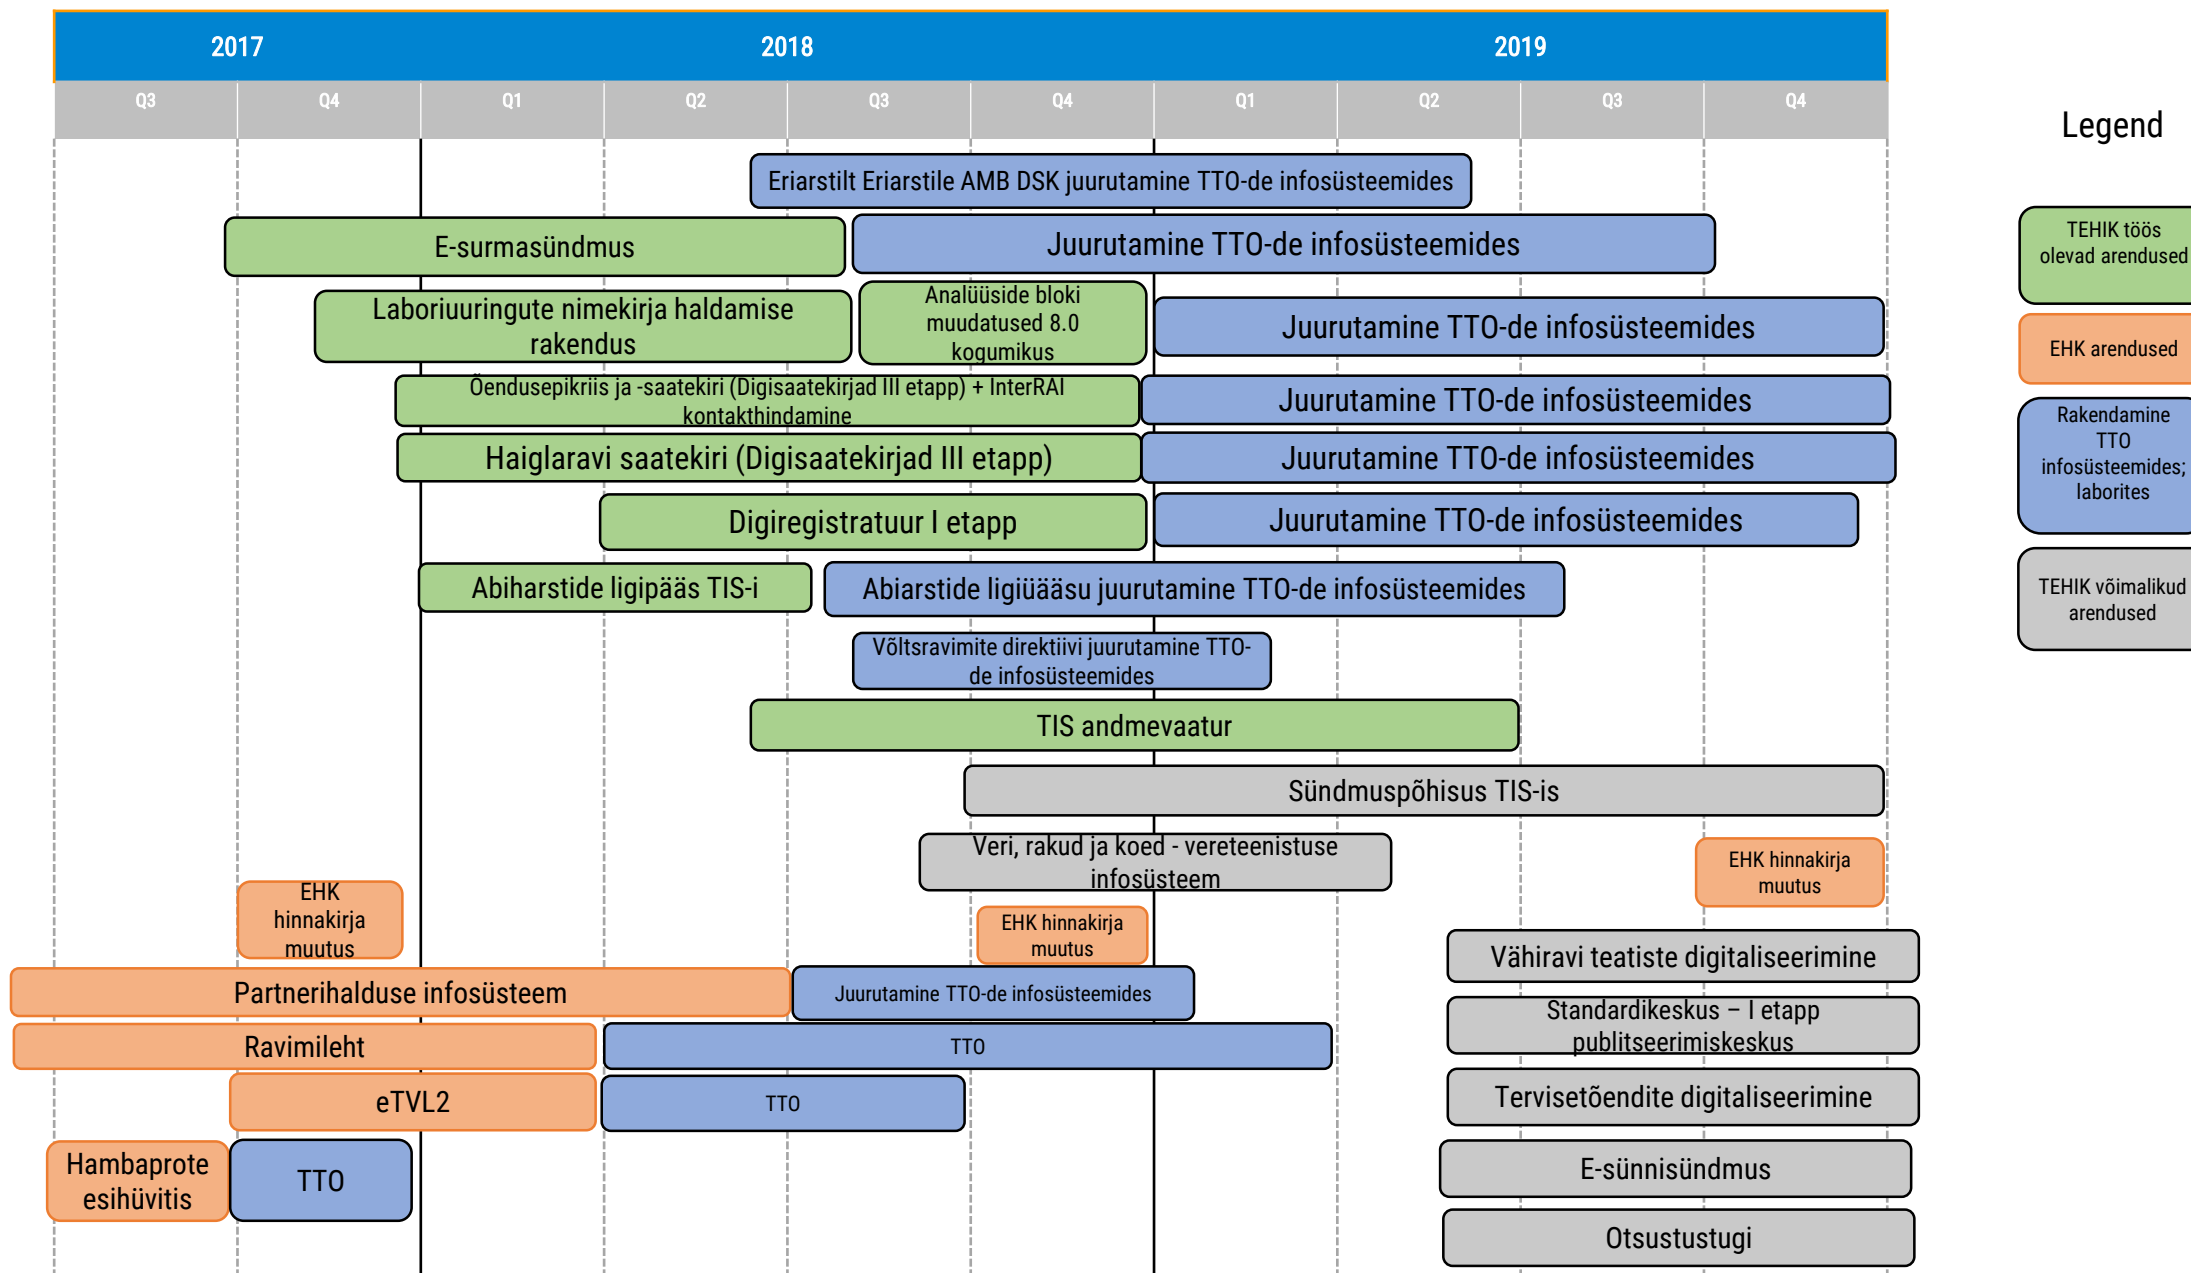 2017 2018 2019
Q3 Q4 Q1 Q2 Q3 Q4 Q1 Q2 Q3 Q4
Eriarstilt Eriarstile AMB DSK juurutamine TTO-de infosüsteemides
E-surmasündmus
Juurutamine TTO-de infosüsteemides
Laboriuuringute nimekirja haldamise
rakendus
Analüüside bloki
muudatused 8.0
kogumikus
Juurutamine TTO-de infosüsteemides
Õendusepikriis ja -saatekiri (Digisaatekirjad III etapp) + InterRAI
kontakthindamine
Juurutamine TTO-de infosüsteemides
Haiglaravi saatekiri (Digisaatekirjad III etapp)
Juurutamine TTO-de infosüsteemides
Digiregistratuur I etapp
Juurutamine TTO-de infosüsteemides
Abiharstide ligipääs TIS-i
Abiarstide ligiüääsu juurutamine TTO-de infosüsteemides
Võltsravimite direktiivi juurutamine TTO-
de infosüsteemides
TIS andmevaatur
Sündmuspõhisus TIS-is
Veri, rakud ja koed - vereteenistuse
infosüsteem
EHK hinnakirja
muutus
EHK
hinnakirja
muutus
EHK hinnakirja
muutus
Vähiravi teatiste digitaliseerimine
Partnerihalduse infosüsteem
Juurutamine TTO-de infosüsteemides
Standardikeskus – I etapp
publitseerimiskeskus
Ravimileht
TTO
eTVL2
TTO
Tervisetõendite digitaliseerimine
Hambaprote
esihüvitis
TTO
E-sünnisündmus
Otsustustugi
Legend
TEHIK töös
olevad arendused
EHK arendused
Rakendamine
TTO
infosüsteemides;
laborites
TEHIK võimalikud
arendused